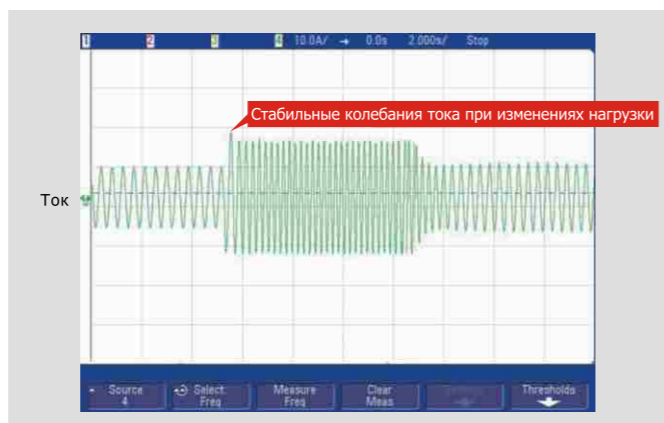 1 2 3 4 10.0A/ 0.0s 2.000s/ Stop
Стабильные колебания тока при изменениях нагрузки
Ток
Source Select: Measure Clear Thresholds
4 Freq Freq Meas